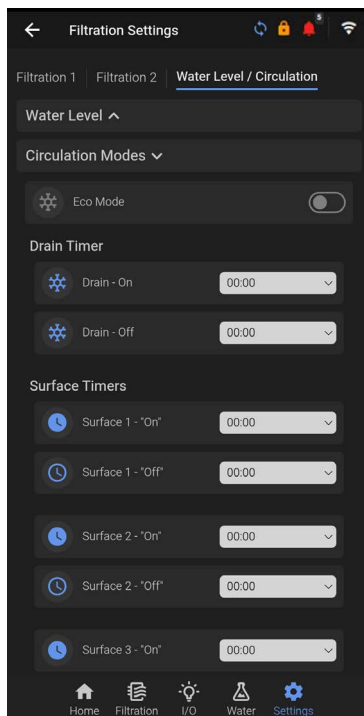 Filtration Settings
5
Filtration 1 Filtration 2 Water Level / Circulation
Water Level
Circulation Modes
Eco Mode
Drain Timer
Drain - On 00:00
Drain - Off 00:00
Surface Timers
Surface 1 - "On" 00:00
Surface 1 - "Off" 00:00
Surface 2 - "On" 00:00
Surface 2 - "Off" 00:00
Surface 3 - "On" 00:00
Home Filtration I/O Water Settings